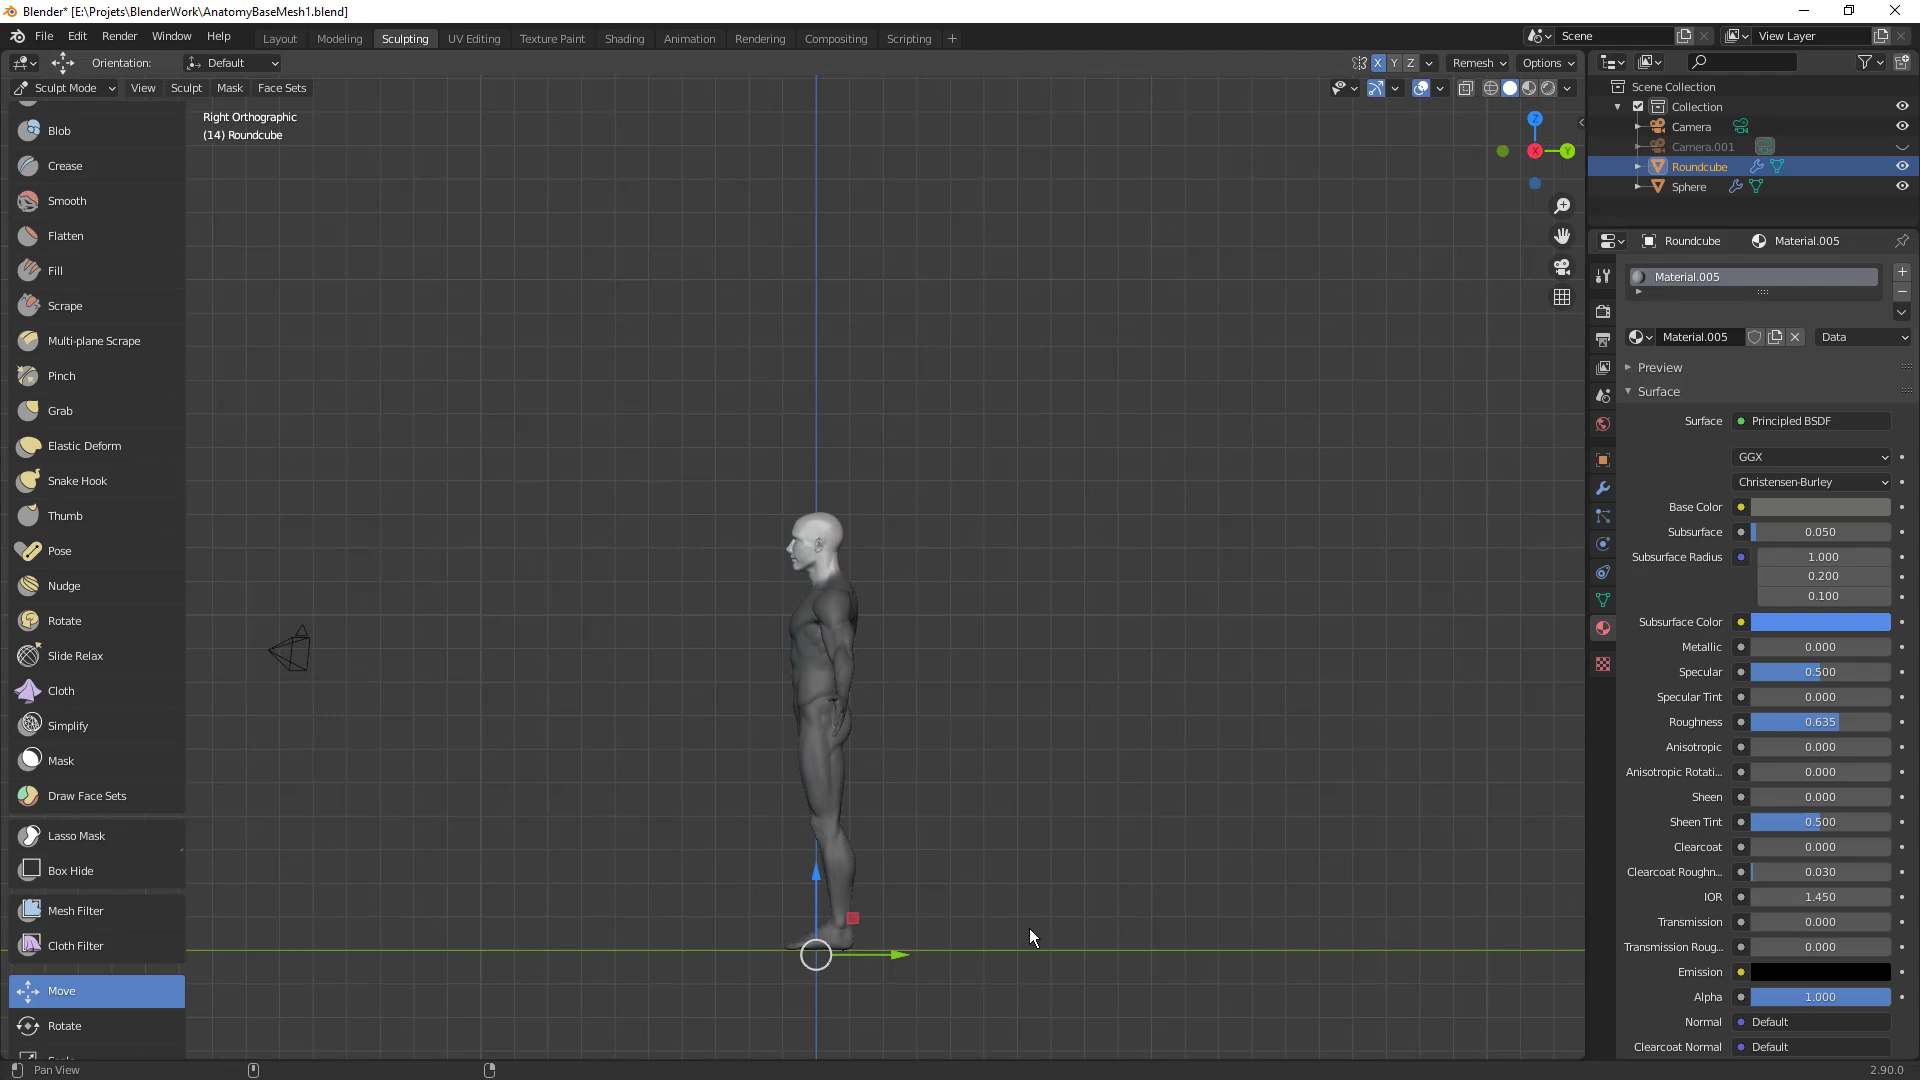 Blender* [E:\Projets\BlenderWork\AnatomyBaseMesh1.blend]
File Edit Render Window Help
Layout Modeling Sculpting UV Editing Texture Paint Shading Animation Rendering Compositing Scripting +
Scene
View Layer
Orientation: Default
X Y Z
Remesh
Options
Sculpt Mode View Sculpt Mask Face Sets
Right Orthographic
(14) Roundcube
Blob
Crease
Smooth
Flatten
Fill
Scrape
Multi-plane Scrape
Pinch
Grab
Elastic Deform
Snake Hook
Thumb
Pose
Nudge
Rotate
Slide Relax
Cloth
Simplify
Mask
Draw Face Sets
Lasso Mask
Box Hide
Mesh Filter
Cloth Filter
Move
Rotate
Z
X
Y
Scene Collection
Collection
Camera
Camera.001
Roundcube
Sphere
Roundcube Material.005
Material.005
Material.005 Data
Preview
Surface
Surface Principled BSDF
GGX
Christensen-Burley
Base Color
Subsurface 0.050
Subsurface Radius 1.000
0.200
0.100
Subsurface Color
Metallic 0.000
Specular 0.500
Specular Tint 0.000
Roughness 0.635
Anisotropic 0.000
Anisotropic Rotati... 0.000
Sheen 0.000
Sheen Tint 0.500
Clearcoat 0.000
Clearcoat Roughn... 0.030
IOR 1.450
Transmission 0.000
Transmission Roug... 0.000
Emission
Alpha 1.000
Normal Default
Clearcoat Normal Default
Pan View
2.90.0